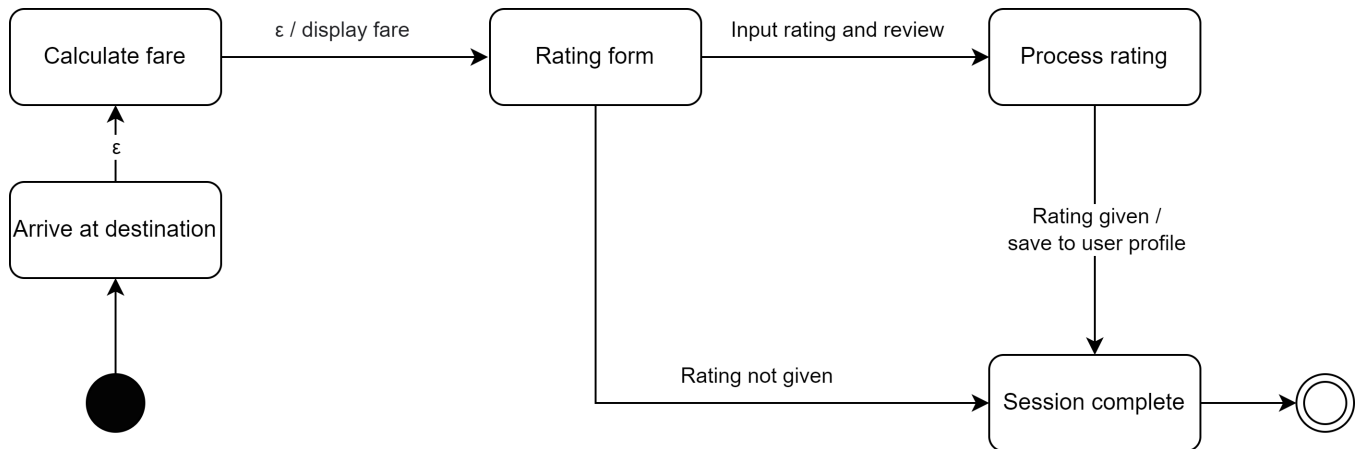 Calculate fare
ε / display fare
Rating form
Input rating and review
Process rating
ε
Arrive at destination
Rating given /
save to user profile
Rating not given
Session complete